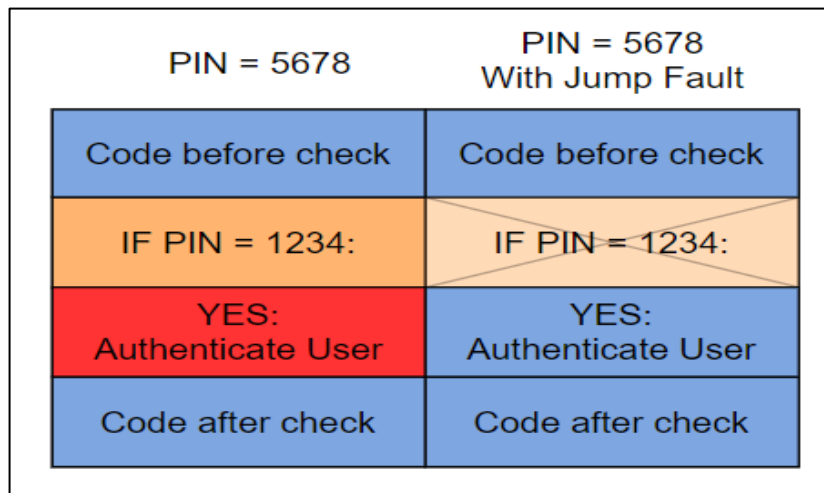 PIN = 5678
PIN = 5678
With Jump Fault
Code before check
Code before check
IF PIN = 1234:
IF PIN = 1234:
YES:
Authenticate User
YES:
Authenticate User
Code after check
Code after check